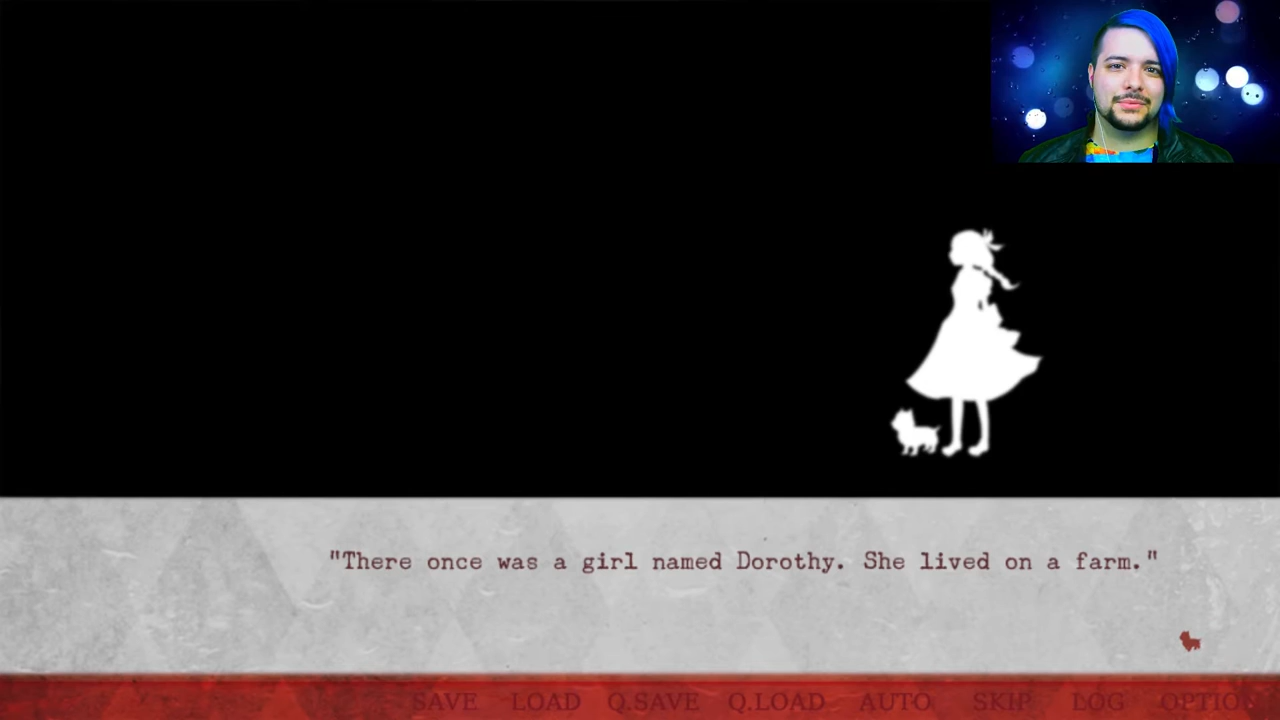 "There once was a girl named Dorothy. She lived on a farm."
SAVE LOAD Q.SAVE Q.LOAD AUTO SKIP LOG OPTION